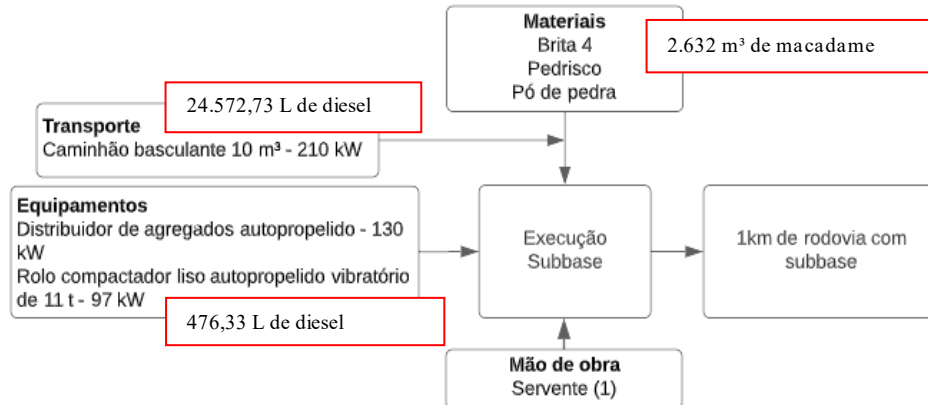 Materiais
Brita 4
Pedrisco
Pó de pedra
2.632 m³ de macadame
24.572,73 L de diesel
Transporte
Caminhão basculante 10 m³ - 210 kW
Equipamentos
Distribuidor de agregados autopropelido - 130
kW
Rolo compactador liso autopropelido vibratório
de 11 t - 97 kW
476,33 L de diesel
Execução
Subbase
1km de rodovia com
subbase
Mão de obra
Servente (1)